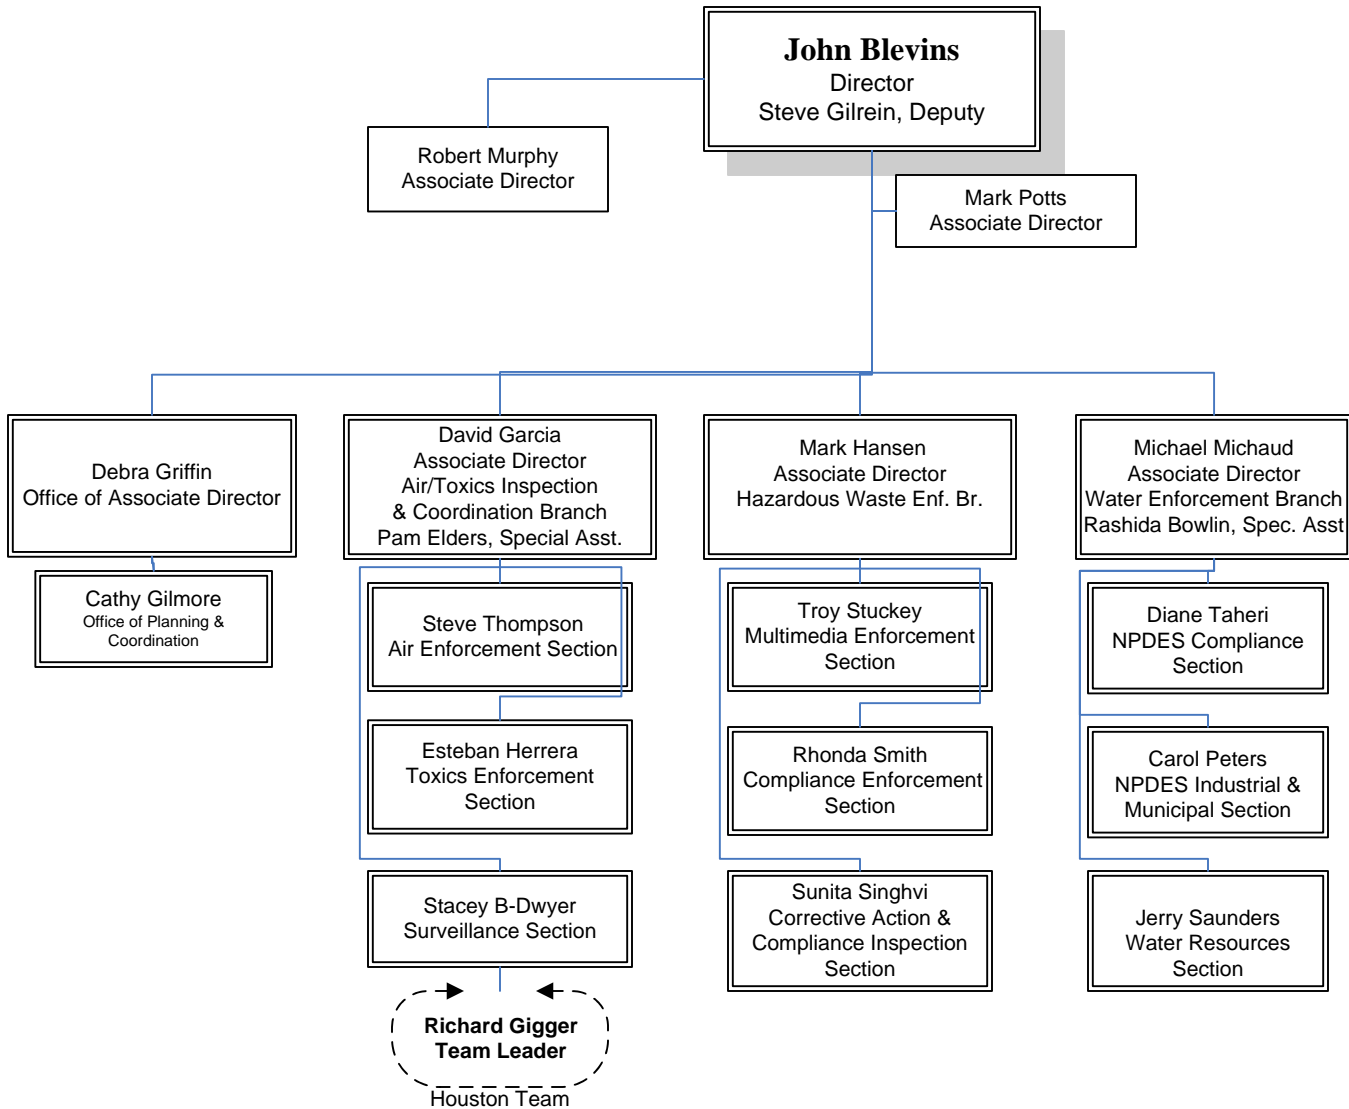 John Blevins
Director
Steve Gilrein, Deputy
Robert Murphy
Associate Director
Mark Potts
Associate Director
Debra Griffin
Office of Associate Director
Cathy Gilmore
Office of Planning &
Coordination
David Garcia
Associate Director
Air/Toxics Inspection
& Coordination Branch
Pam Elders, Special Asst.
Steve Thompson
Air Enforcement Section
Esteban Herrera
Toxics Enforcement
Section
Stacey B-Dwyer
Surveillance Section
Richard Gigger
Team Leader
Houston Team
Mark Hansen
Associate Director
Hazardous Waste Enf. Br.
Troy Stuckey
Multimedia Enforcement
Section
Rhonda Smith
Compliance Enforcement
Section
Sunita Singhvi
Corrective Action &
Compliance Inspection
Section
Michael Michaud
Associate Director
Water Enforcement Branch
Rashida Bowlin, Spec. Asst
Diane Taheri
NPDES Compliance
Section
Carol Peters
NPDES Industrial &
Municipal Section
Jerry Saunders
Water Resources
Section